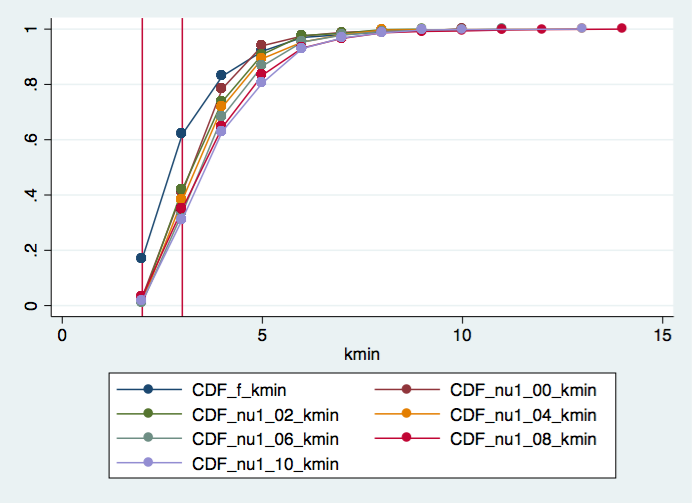 1
.8
.6
.4
.2
0
0 5 10 15
kmin
CDF_f_kmin CDF_nu1_00_kmin
CDF_nu1_02_kmin CDF_nu1_04_kmin
CDF_nu1_06_kmin CDF_nu1_08_kmin
CDF_nu1_10_kmin